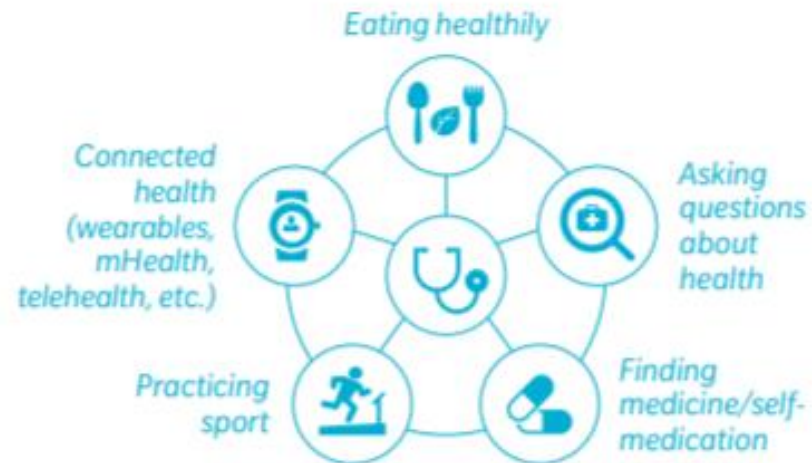 Eating healthily
Connected
health
(wearables,
mHealth,
telehealth, etc.)
Asking
questions
about
health
Practicing
sport
Finding
medicine/self-
medication